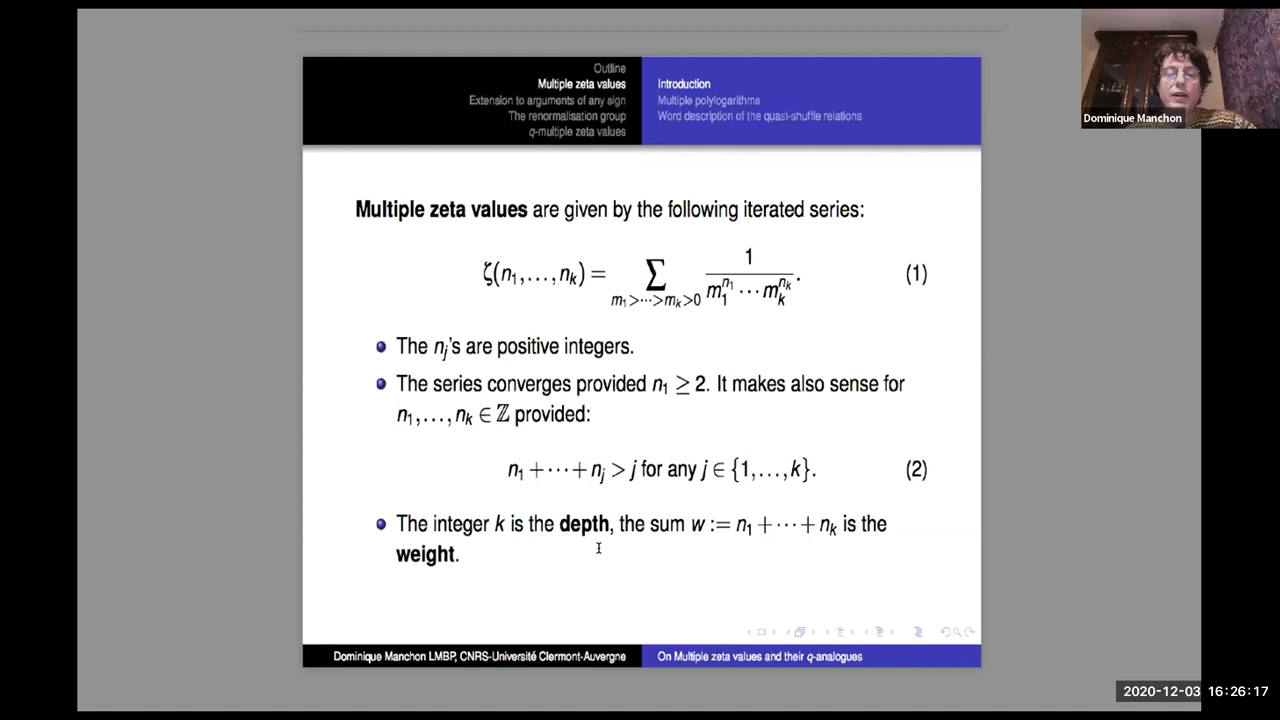 Outline
Multiple zeta values
Extension to arguments of any sign
The renormalisation group
q-multiple zeta values
Introduction
Multiple polylogarithms
Word description of the quasi-shuffle relations
Dominique Manchon
Multiple zeta values are given by the following iterated series:
ζ(n₁,…,nₖ) = ∑_{m₁>⋯>mₖ>0} 1/(m₁^{n₁} ⋯ mₖ^{nₖ}). (1)
The nⱼ's are positive integers.
The series converges provided n₁ ≥ 2. It makes also sense for
n₁,…,nₖ ∈ ℤ provided:
n₁ + ⋯ + nⱼ > j for any j ∈ {1,…,k}. (2)
The integer k is the depth, the sum w := n₁ + ⋯ + nₖ is the
weight.
Dominique Manchon LMBP, CNRS-Université Clermont-Auvergne
On Multiple zeta values and their q-analogues
2020-12-03 16:26:17